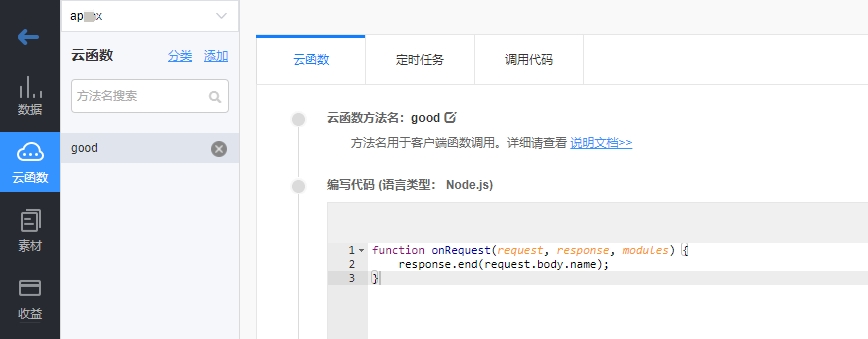 云函数
分类 添加
方法名搜索
good
数据
云函数
素材
收益
云函数 定时任务 调用代码
云函数方法名：good
方法名用于客户端函数调用。详细请查看 说明文档>>
编写代码 (语言类型： Node.js)
1 function onRequest(request, response, modules) {
2 response.end(request.body.name);
3 }